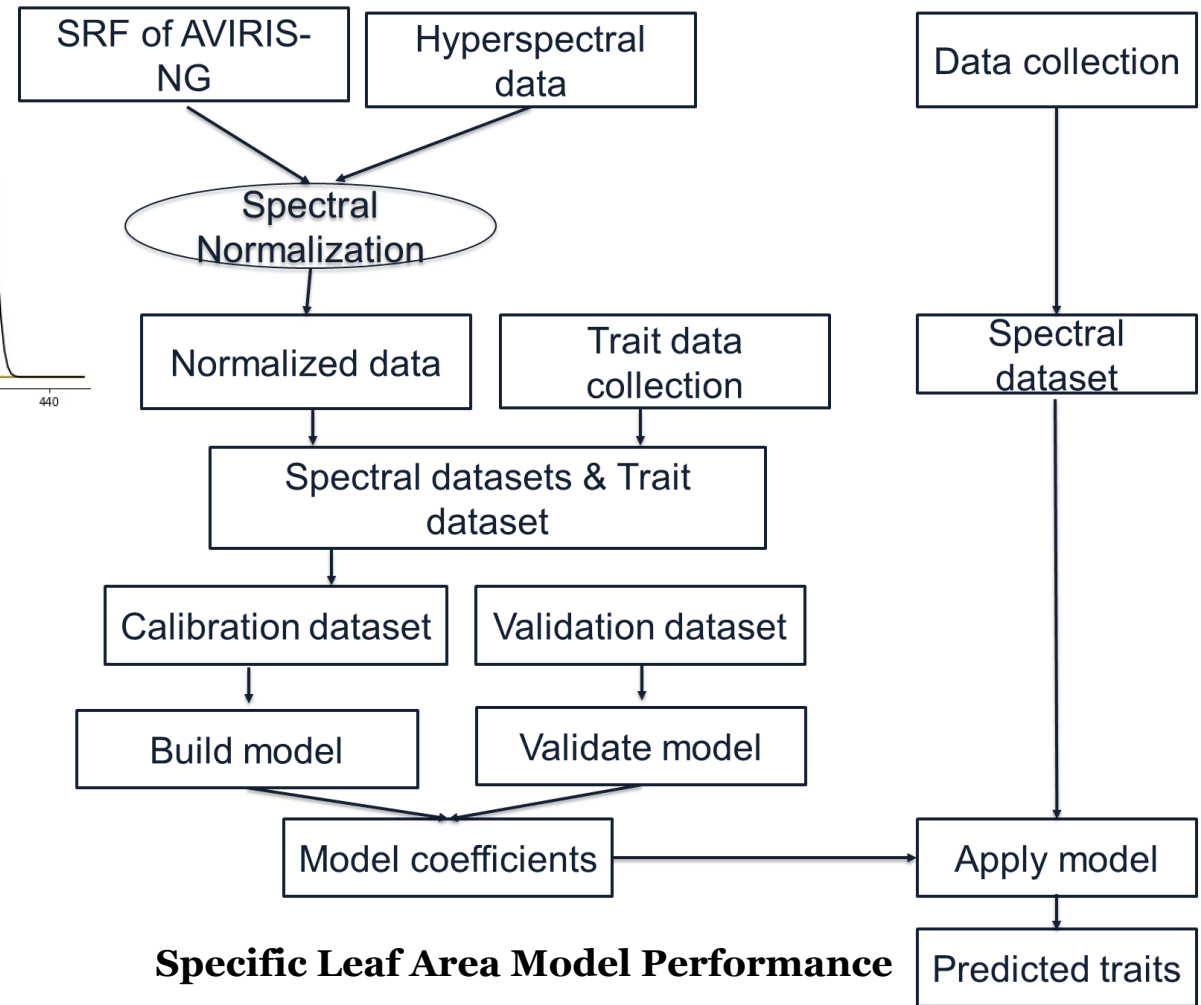 SRF of AVIRIS-
NG
Hyperspectral
data
Data collection
Spectral
Normalization
Normalized data
Trait data
collection
Spectral
dataset
440
Spectral datasets & Trait
dataset
Calibration dataset
Validation dataset
Build model
Validate model
Model coefficients
Apply model
Specific Leaf Area Model Performance
Predicted traits